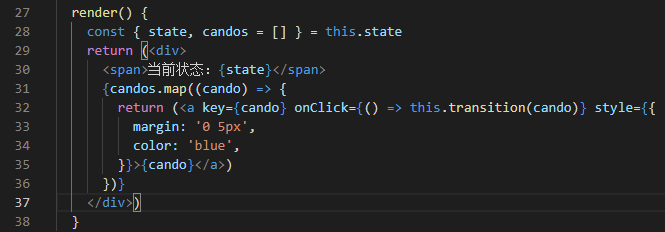 27 render() {
28 const { state, candos = [] } = this.state
29 return (<div>
30 <span>当前状态：{state}</span>
31 {candos.map((cando) => {
32 return (<a key={cando} onClick={() => this.transition(cando)} style={{
33 margin: '0 5px',
34 color: 'blue',
35 }}>{cando}</a>)
36 })}
37 </div>)
38 }